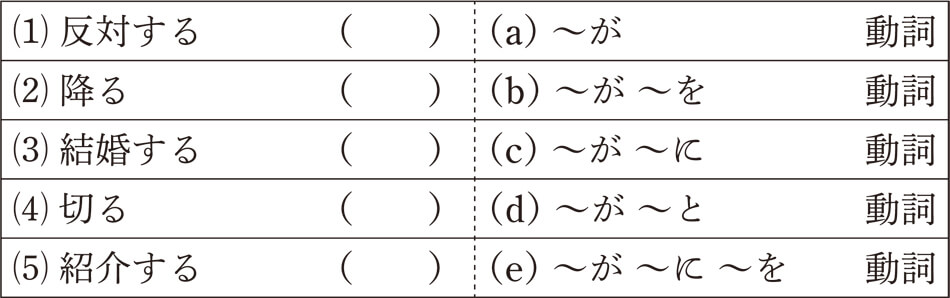 (1) 反対する （　　） (a) ～が 動詞
(2) 降る （　　） (b) ～が ～を 動詞
(3) 結婚する （　　） (c) ～が ～に 動詞
(4) 切る （　　） (d) ～が ～と 動詞
(5) 紹介する （　　） (e) ～が ～に ～を 動詞